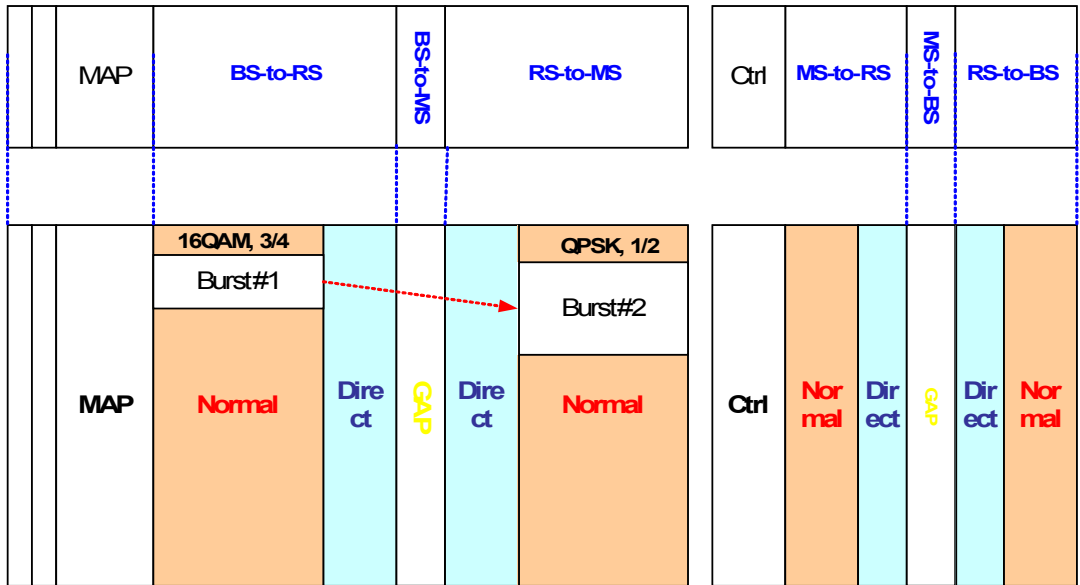 MAP
BS-to-RS
BS-to-MS
RS-to-MS
Ctrl
MS-to-RS
MS-to-BS
RS-to-BS
16QAM, 3/4
Burst#1
QPSK, 1/2
Burst#2
MAP
Normal
Dire
ct
GAP
Dire
ct
Normal
Ctrl
Nor
mal
Dir
ect
GAP
Dir
ect
Nor
mal